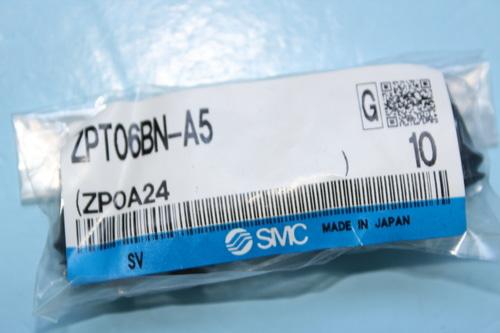 ZPT06BN-A5
G
(ZP0A24 )
10
SMC
MADE IN JAPAN
SV